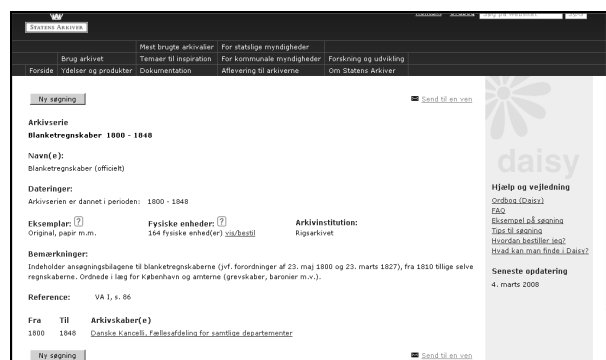 Kontakt Ordbog Søg på websitet Søg
STATENS ARKIVER
Mest brugte arkivalier For statslige myndigheder
Brug arkivet Temaer til inspiration For kommunale myndigheder Forskning og udvikling
Forside Ydelser og produkter Dokumentation Aflevering til arkiverne Om Statens Arkiver
Ny søgning Send til en ven
Arkivserie
Blanketregnskaber 1800 - 1848
Navn(e):
Blanketregnskaber (officielt)
Dateringer:
Arkivserien er dannet i perioden: 1800 - 1848
Eksemplar: ? Fysiske enheder: ? Arkivinstitution:
Original, papir m.m. 164 fysiske enhed(er) vis/bestil Rigsarkivet
Bemærkninger:
Indeholder ansøgningsbilagene til blanketregnskaberne (jvf. forordninger af 23. maj 1800 og 23. marts 1827), fra 1810 tillige selve
regnskaberne. Ordnede i læg for København og amterne (grevskaber, baronier m.v.).
Reference: VA I, s. 86
Fra Til Arkivskaber(e)
1800 1848 Danske Kancelli, Fællesafdeling for samtlige departementer
Ny søgning Send til en ven
daisy
Hjælp og vejledning
Ordbog (Daisy)
FAQ
Eksempel på søgning
Tips til søgning
Hvordan bestiller jeg?
Hvad kan man finde i Daisy?
Seneste opdatering
4. marts 2008